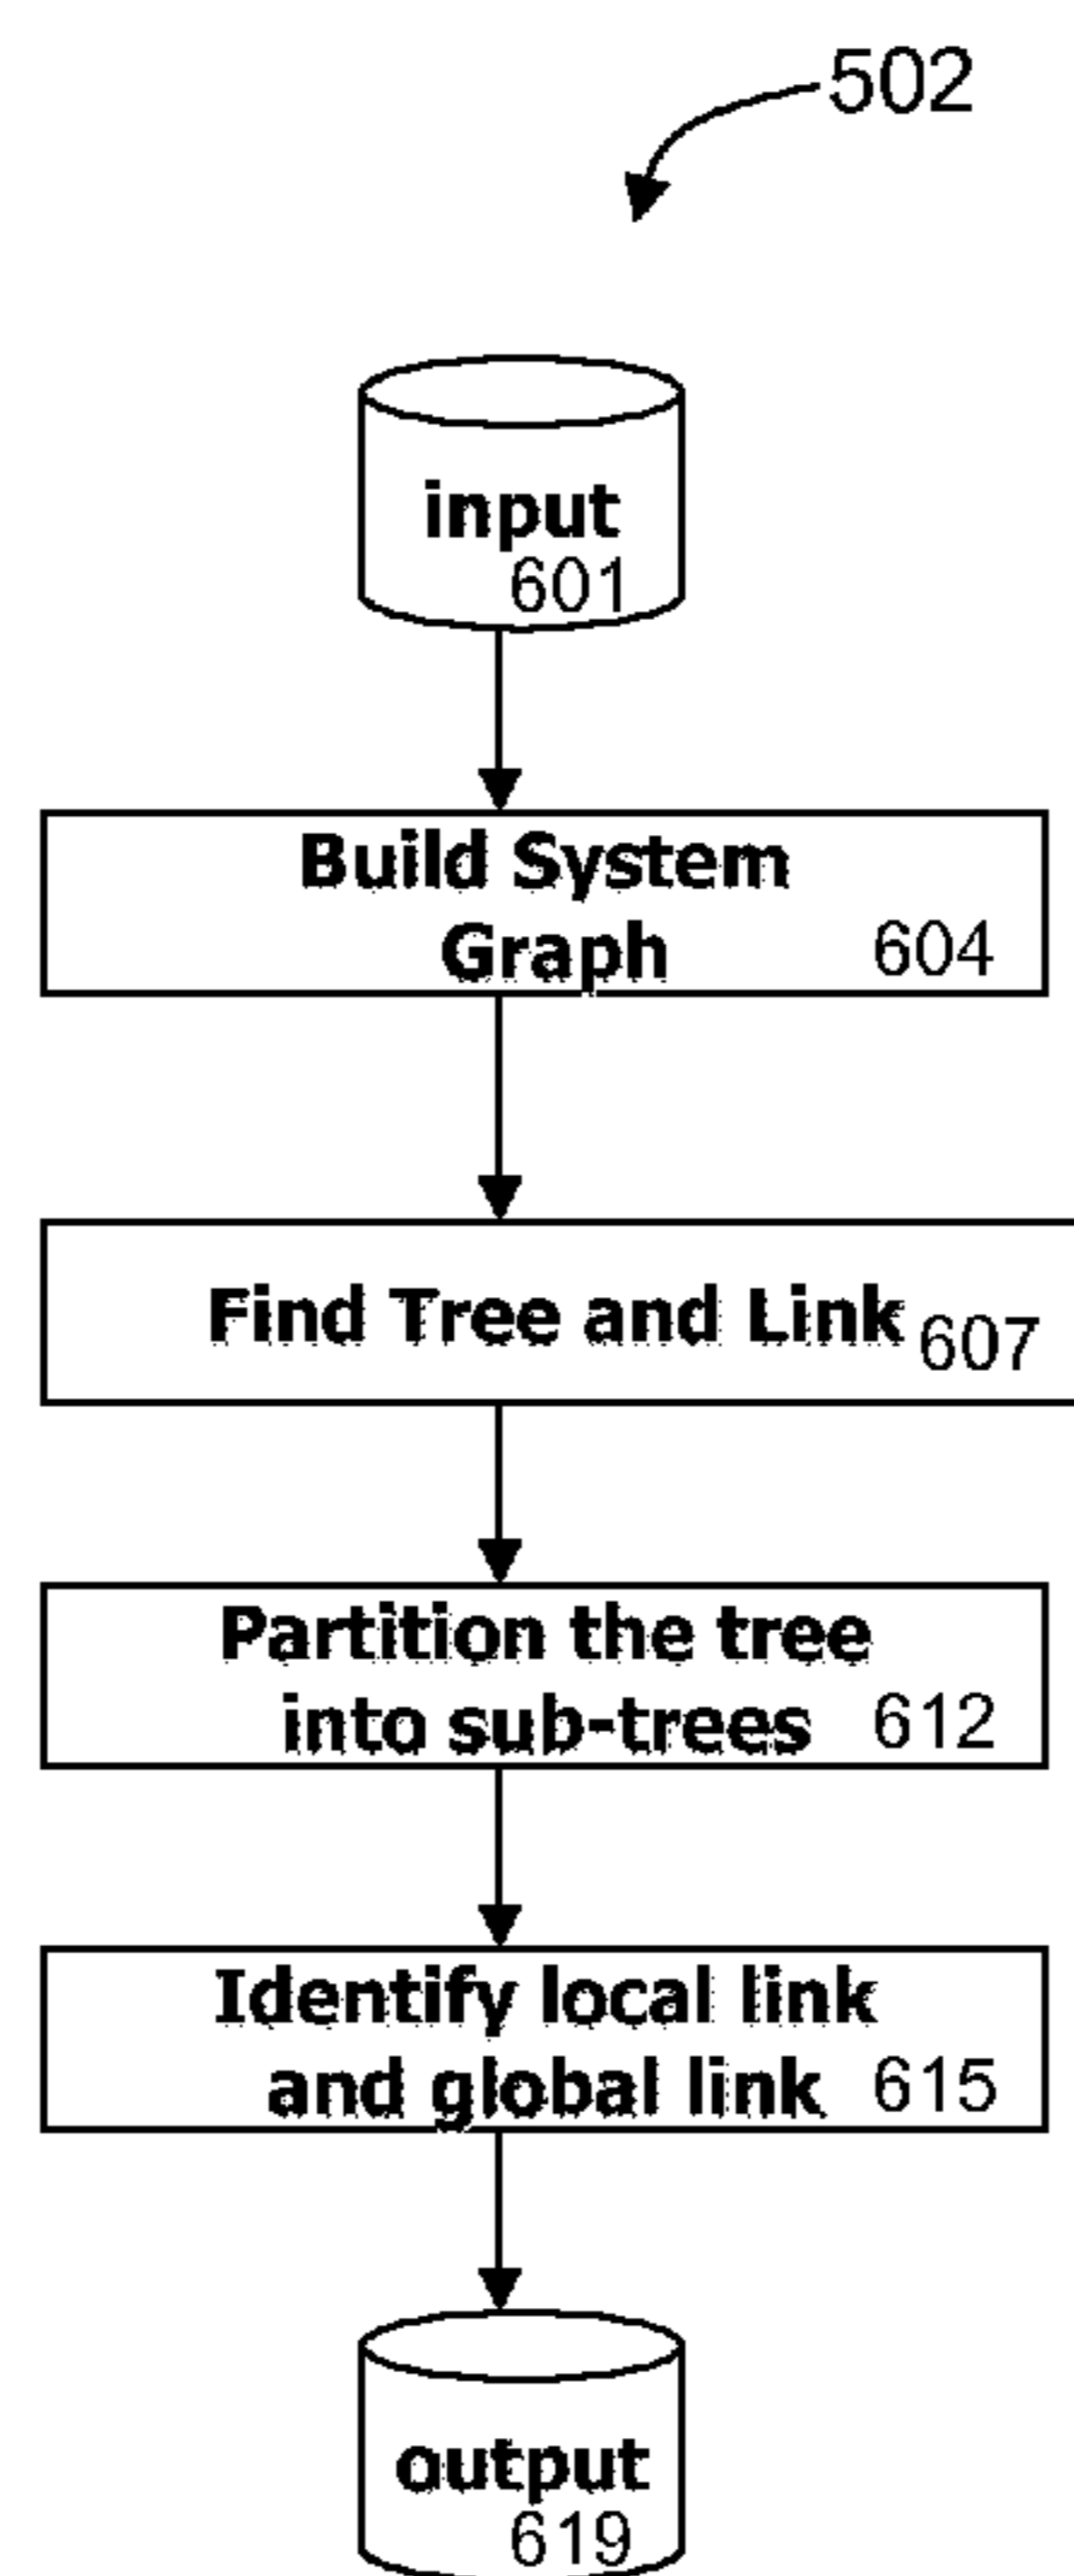 502
input
601
Build System
Graph 604
Find Tree and Link 607
Partition the tree
into sub-trees 612
Identify local link
and global link 615
output
619